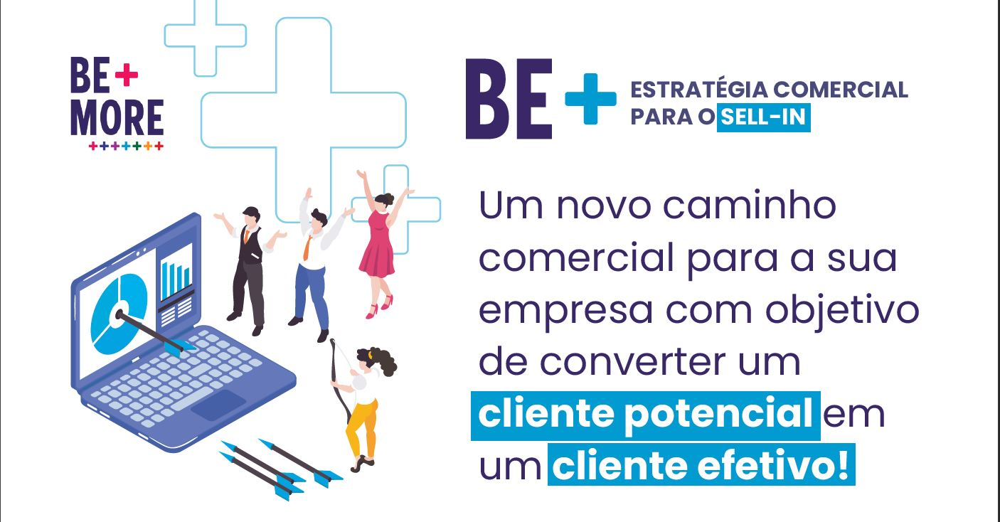 BE+
MORE
+++++++
BE+
ESTRATÉGIA COMERCIAL
PARA O SELL-IN
Um novo caminho
comercial para a sua
empresa com objetivo
de converter um
cliente potencial em
um cliente efetivo!